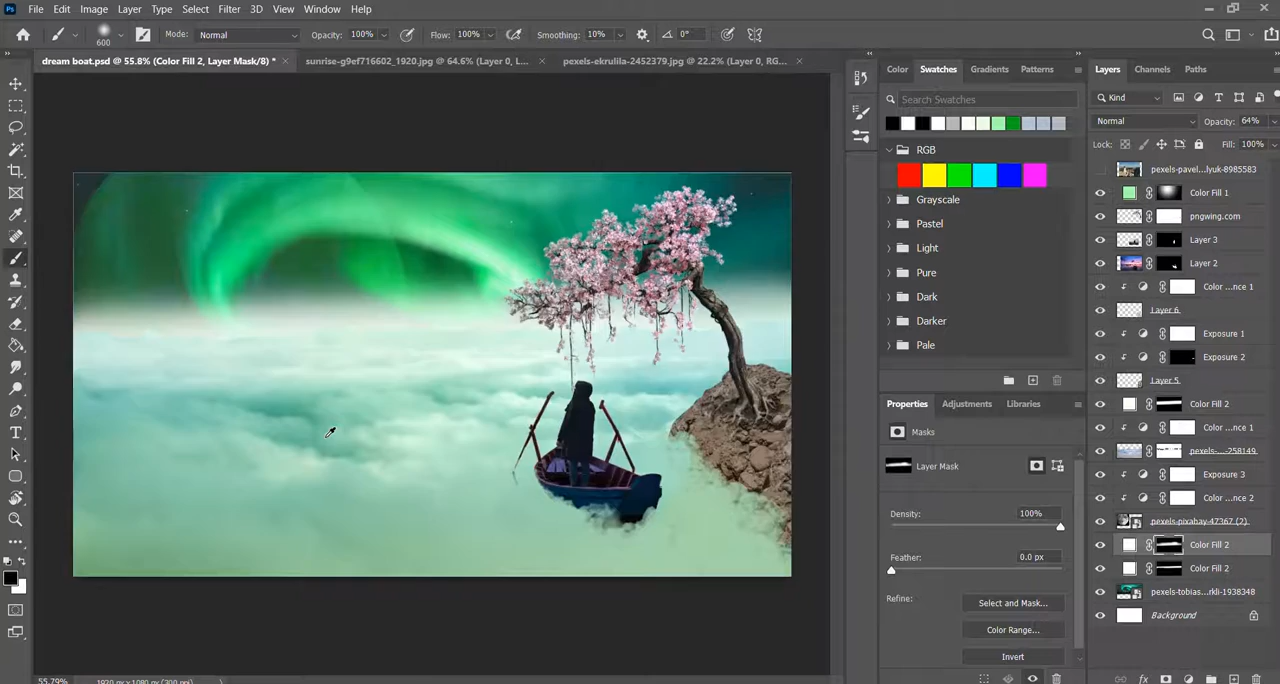 Ps File Edit Image Layer Type Select Filter 3D View Window Help
600 Mode: Normal Opacity: 100% Flow: 100% Smoothing: 10% 0°
dream boat.psd @ 55.8% (Color Fill 2, Layer Mask/8) * × sunrise-g9ef716602_1920.jpg @ 64.6% (Layer 0, L... × pexels-ekrulila-2452379.jpg @ 22.2% (Layer 0, RG... ×
Color Swatches Gradients Patterns
Search Swatches
RGB
Grayscale
Pastel
Light
Pure
Dark
Darker
Pale
Properties Adjustments Libraries
Masks
Layer Mask
Density: 100%
Feather: 0.0 px
Refine: Select and Mask...
Color Range...
Invert
Layers Channels Paths
Kind
Normal Opacity: 64%
Lock: Fill: 100%
pexels-pavel...lyuk-8985583
Color Fill 1
pngwing.com
Layer 3
Layer 2
Color ...nce 1
Layer 6
Exposure 1
Exposure 2
Layer 5
Color Fill 2
Color ...nce 1
pexels-...-258149
Exposure 3
Color ...nce 2
pexels-pixabay-47367 (2)
Color Fill 2
Color Fill 2
pexels-tobias...rkli-1938348
Background
55.79% 1920 px x 1080 px (300 ppi)